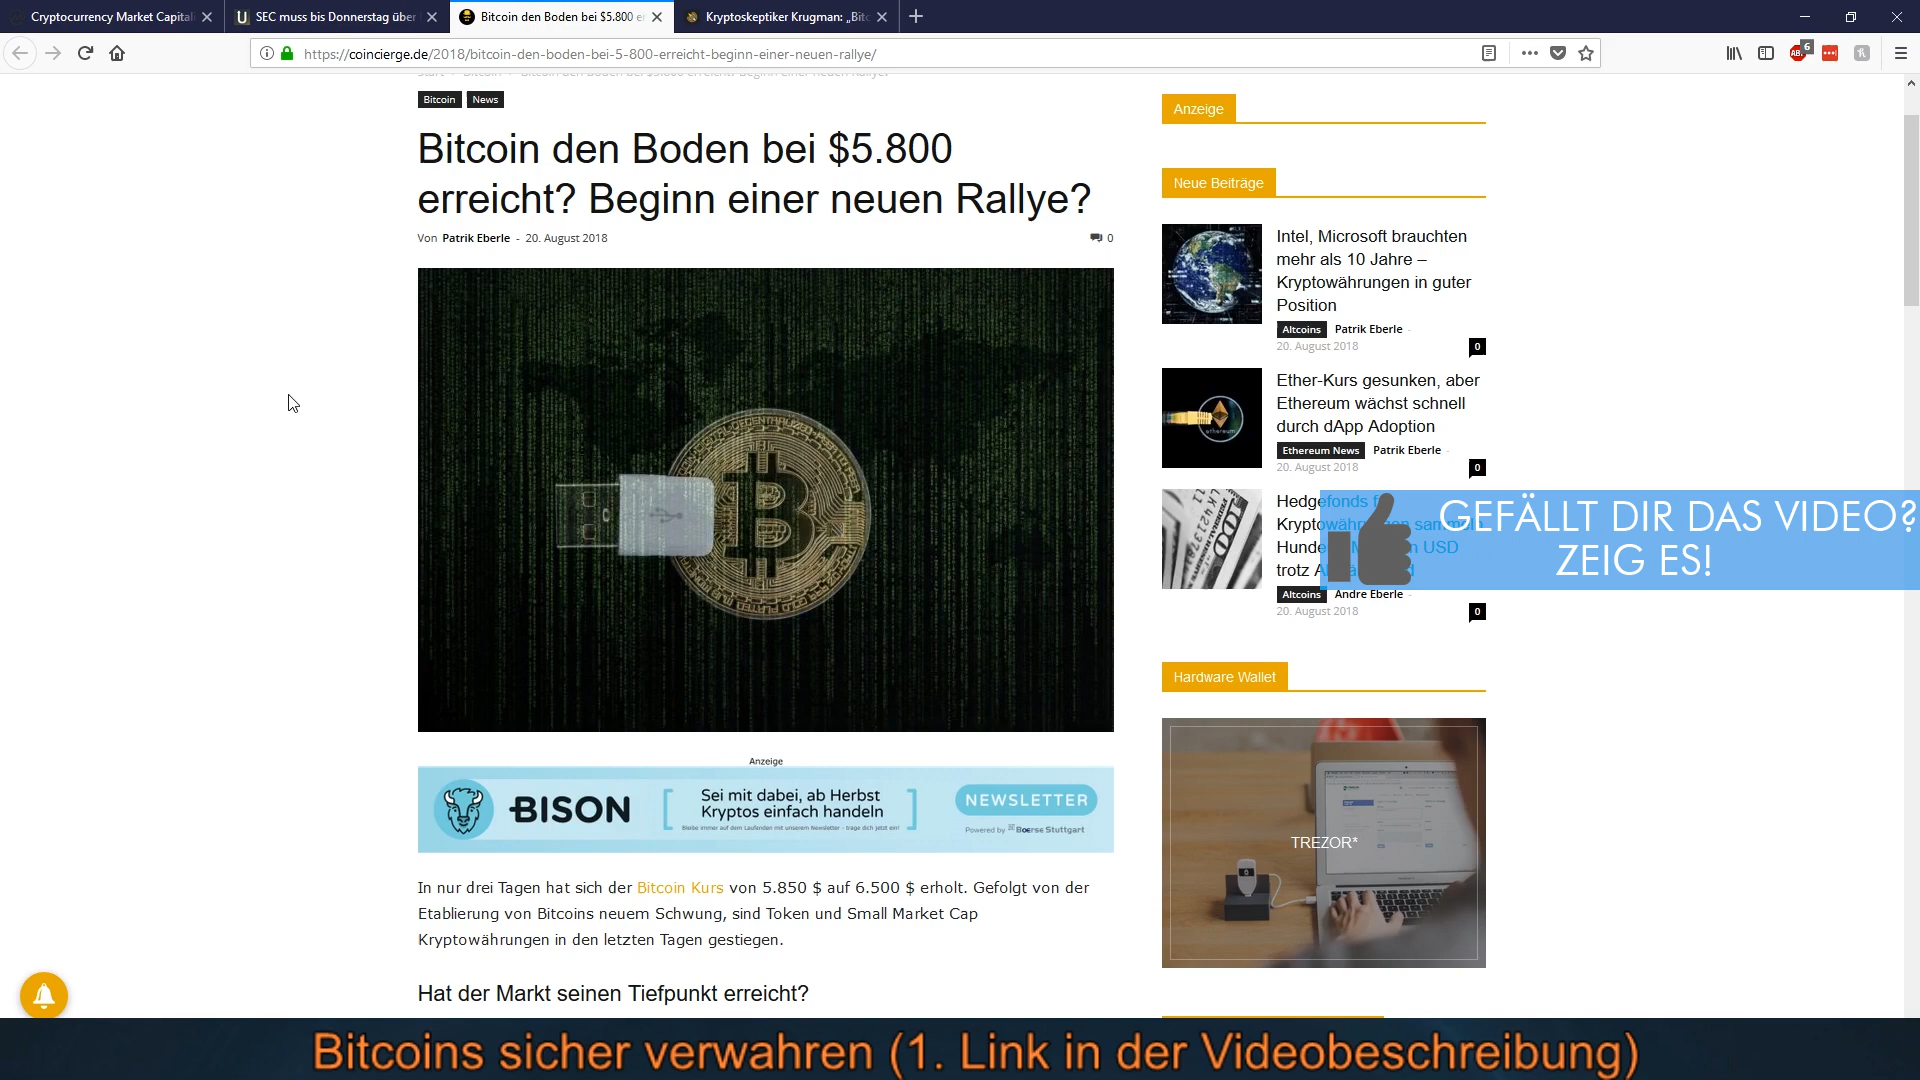 Cryptocurrency Market Capital
SEC muss bis Donnerstag über
Bitcoin den Boden bei $5.800 er
Kryptoskeptiker Krugman: „Bitc
https://coincierge.de/2018/bitcoin-den-boden-bei-5-800-erreicht-beginn-einer-neuen-rallye/
ABP 6
Bitcoin News
Bitcoin den Boden bei $5.800
erreicht? Beginn einer neuen Rallye?
Von Patrik Eberle - 20. August 2018
0
Anzeige
BISON
Sei mit dabei, ab Herbst
Kryptos einfach handeln
Bleibe immer auf dem Laufenden mit unserem Newsletter - trage dich jetzt ein!
NEWSLETTER
Powered by Boerse Stuttgart
In nur drei Tagen hat sich der Bitcoin Kurs von 5.850 $ auf 6.500 $ erholt. Gefolgt von der
Etablierung von Bitcoins neuem Schwung, sind Token und Small Market Cap
Kryptowährungen in den letzten Tagen gestiegen.
Hat der Markt seinen Tiefpunkt erreicht?
Anzeige
Neue Beiträge
Intel, Microsoft brauchten
mehr als 10 Jahre –
Kryptowährungen in guter
Position
Altcoins Patrik Eberle -
20. August 2018
0
Ether-Kurs gesunken, aber
Ethereum wächst schnell
durch dApp Adoption
Ethereum News Patrik Eberle -
20. August 2018
0
Hedgefonds
Kryptowährungen sammeln
USD
trotz
Altcoins Andre Eberle -
20. August 2018
0
GEFÄLLT DIR DAS VIDEO?
ZEIG ES!
Hardware Wallet
TREZOR*
Bitcoins sicher verwahren (1. Link in der Videobeschreibung)